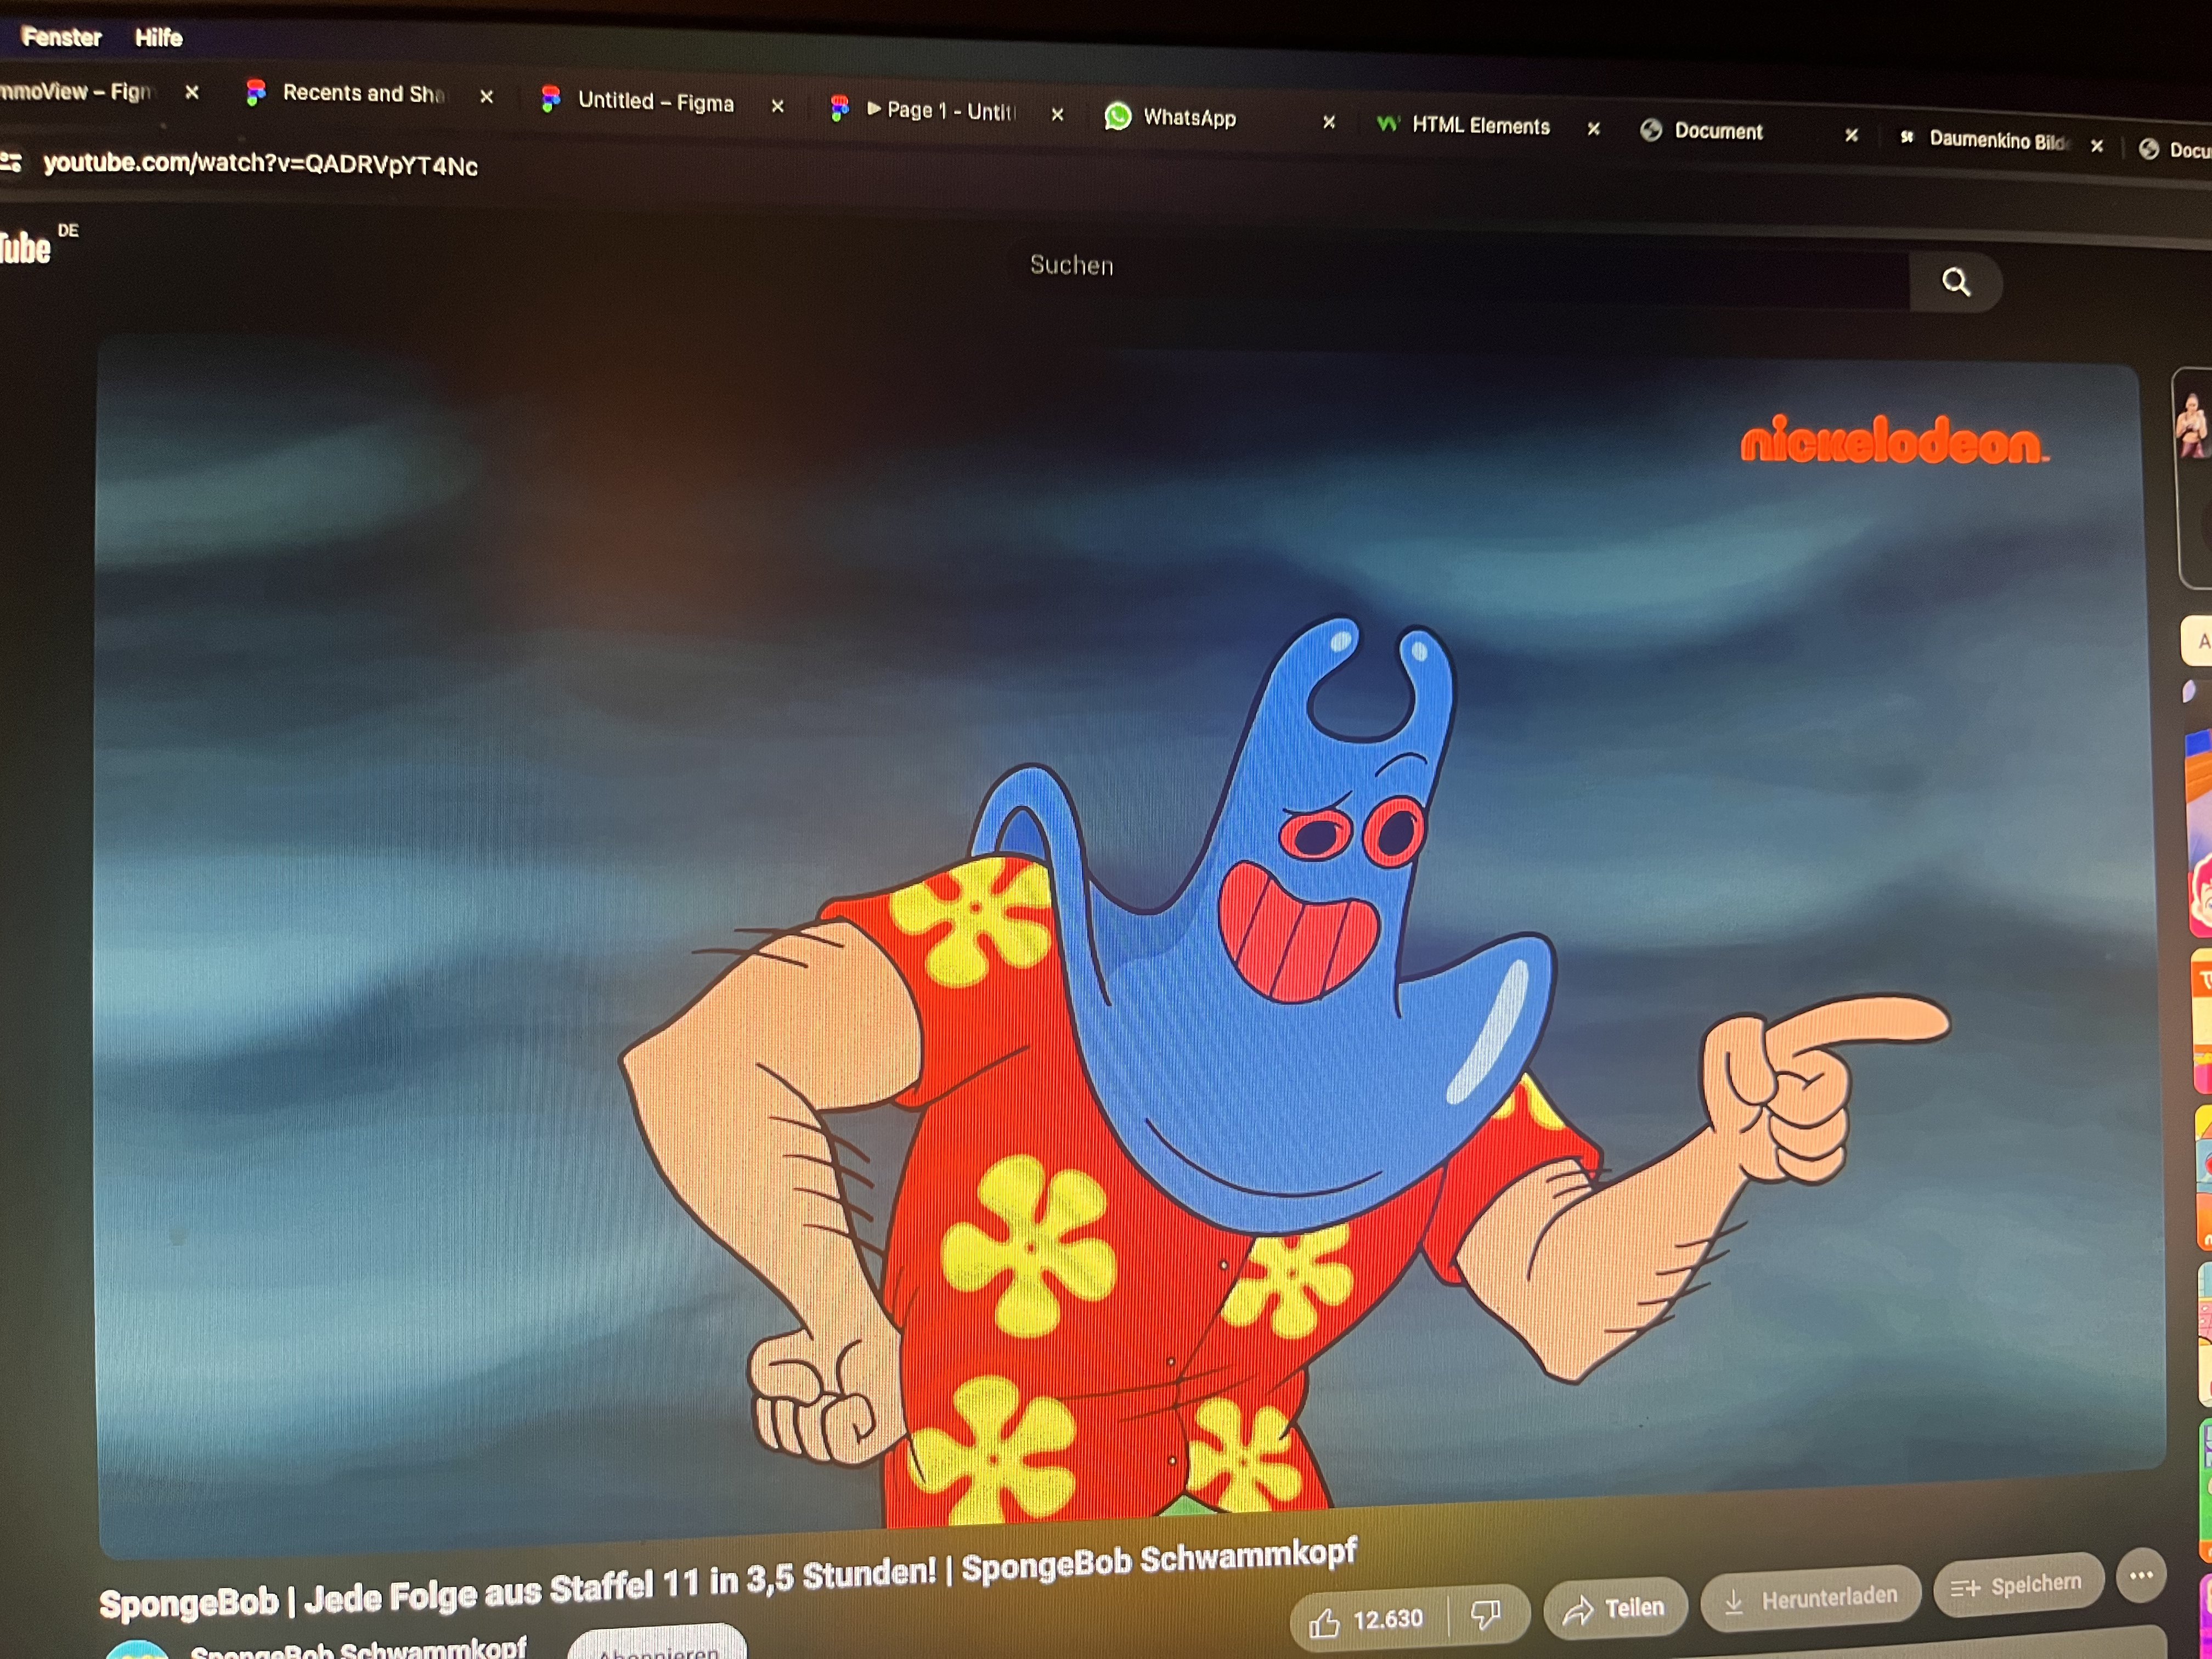 Fenster Hilfe
mmoView – Fign
Recents and Sha
Untitled – Figma
Page 1 - Untit
WhatsApp
HTML Elements
Document
Daumenkino Bilde
Docu
youtube.com/watch?v=QADRVpYT4Nc
Tube DE
Suchen
nickelodeon
A
SpongeBob | Jede Folge aus Staffel 11 in 3,5 Stunden! | SpongeBob Schwammkopf
SpongeBob Schwammkopf
Abonnieren
12.630
Teilen
Herunterladen
Speichern